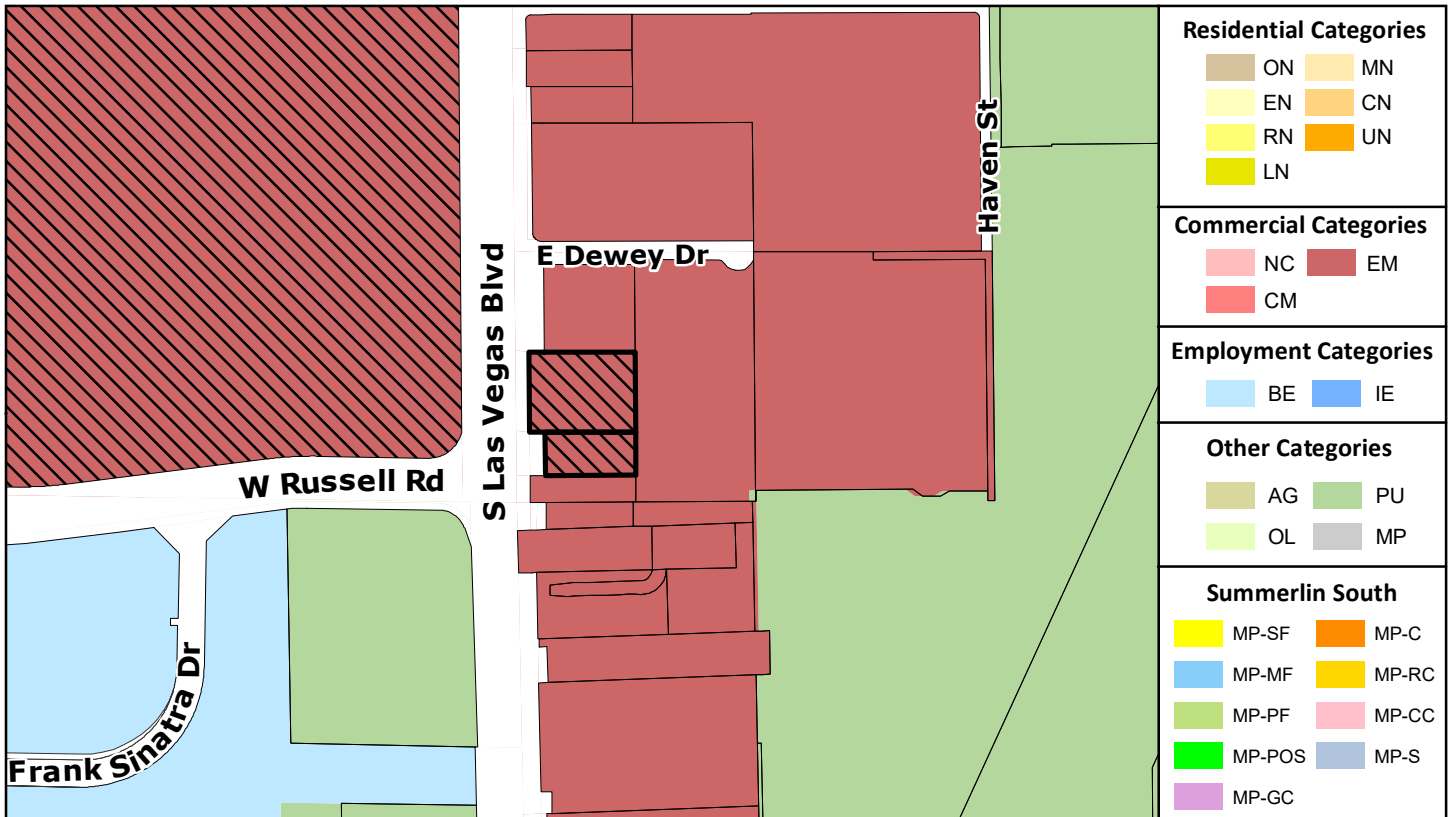 Haven St
E Dewey Dr
S Las Vegas Blvd
W Russell Rd
Frank Sinatra Dr
Residential Categories
ON MN
EN CN
RN UN
LN
Commercial Categories
NC EM
CM
Employment Categories
BE IE
Other Categories
AG PU
OL MP
Summerlin South
MP-SF MP-C
MP-MF MP-RC
MP-PF MP-CC
MP-POS MP-S
MP-GC